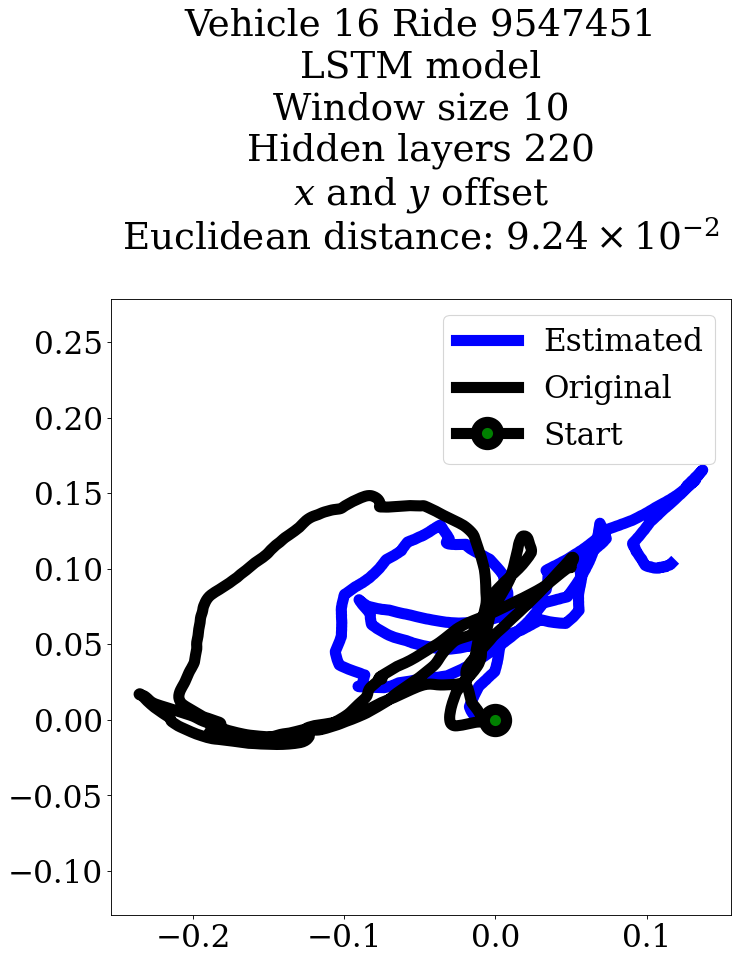 Vehicle 16 Ride 9547451
LSTM model
Window size 10
Hidden layers 220
x and y offset
Euclidean distance: 9.24 × 10⁻²
Estimated
Original
Start
0.25
0.20
0.15
0.10
0.05
0.00
−0.05
−0.10
−0.2 −0.1 0.0 0.1